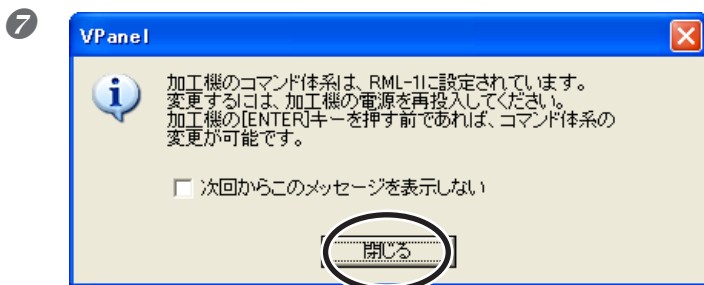 7
VPanel
加工機のコマンド体系は、RML-1に設定されています。
変更するには、加工機の電源を再投入してください。
加工機の[ENTER]キーを押す前であれば、コマンド体系の
変更が可能です。
次回からこのメッセージを表示しない
閉じる